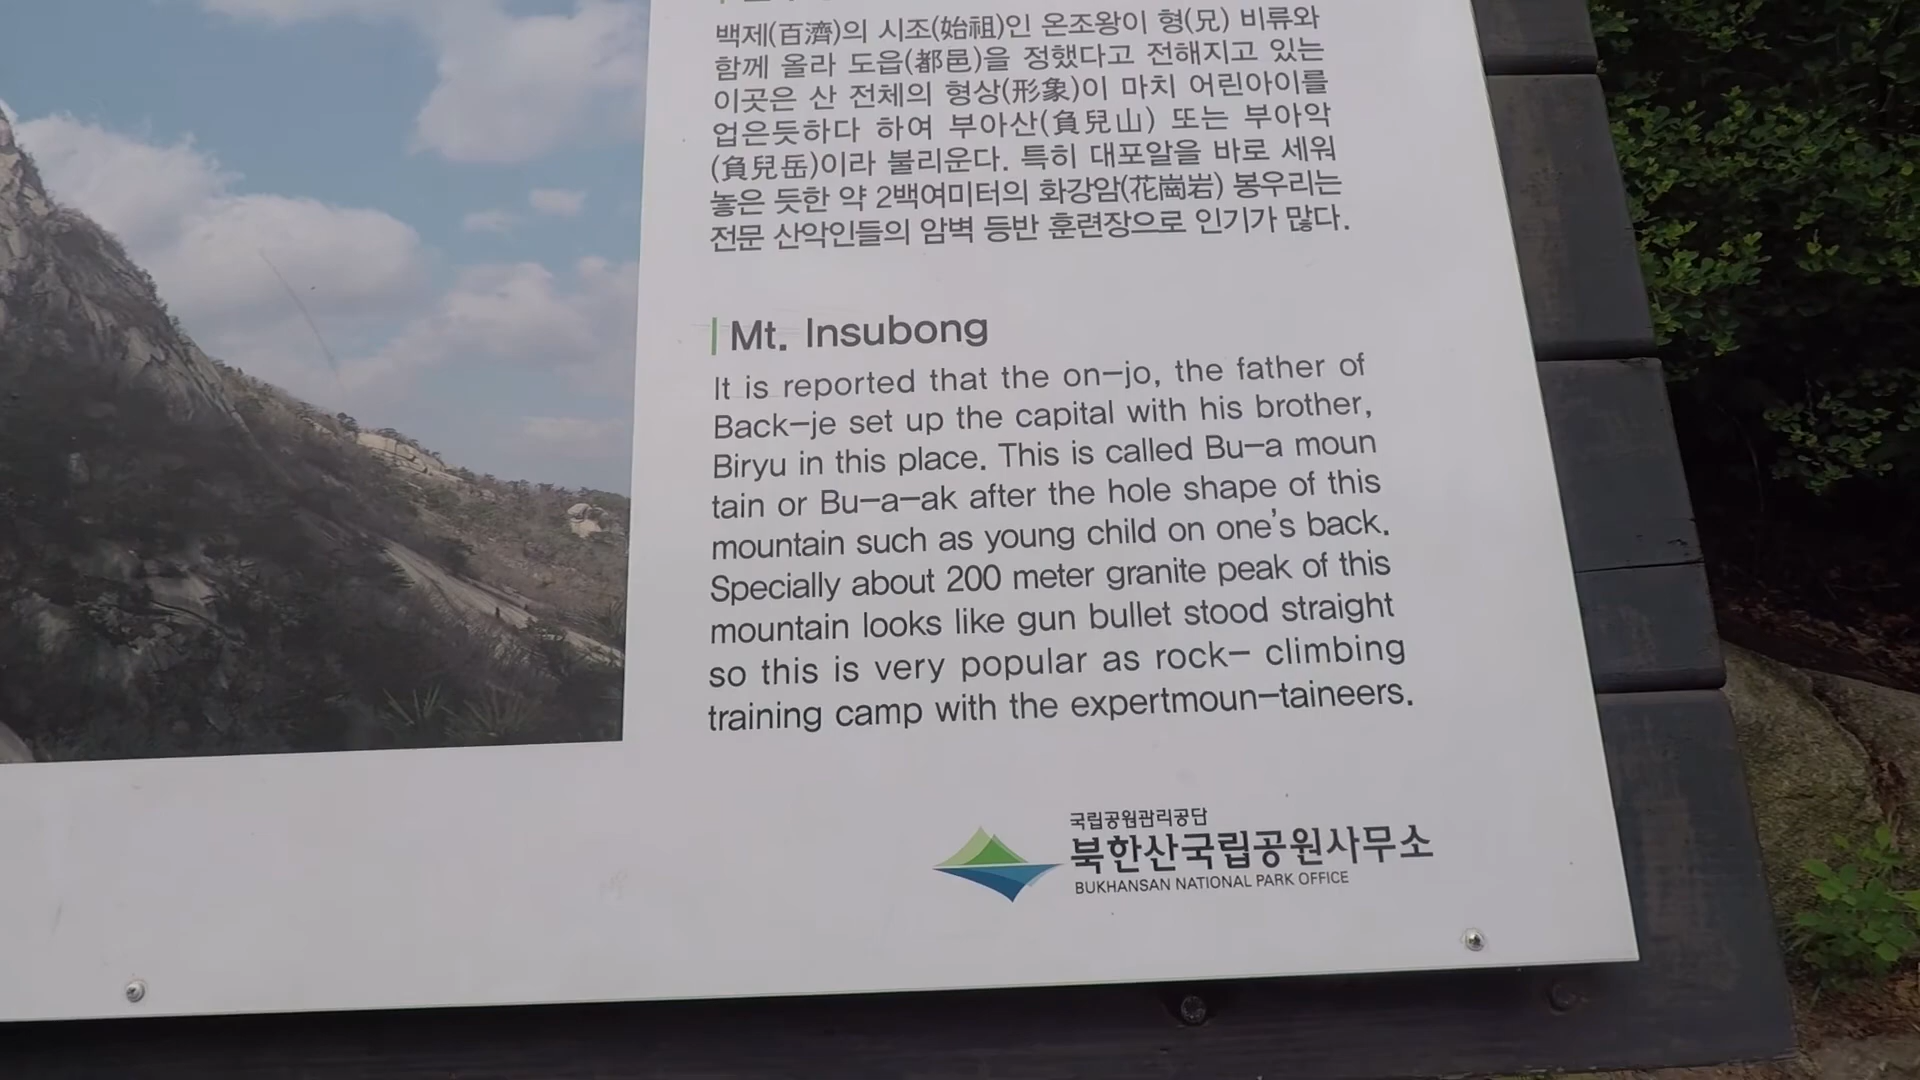 백제(百濟)의 시조(始祖)인 온조왕이 형(兄) 비류와
함께 올라 도읍(都邑)을 정했다고 전해지고 있는
이곳은 산 전체의 형상(形象)이 마치 어린아이를
업은듯하다 하여 부아산(負兒山) 또는 부아악
(負兒岳)이라 불리운다. 특히 대포알을 바로 세워
놓은 듯한 약 2백여미터의 화강암(花崗岩) 봉우리는
전문 산악인들의 암벽 등반 훈련장으로 인기가 많다.
Mt. Insubong
It is reported that the on-jo, the father of
Back-je set up the capital with his brother,
Biryu in this place. This is called Bu-a moun
tain or Bu-a-ak after the hole shape of this
mountain such as young child on one's back.
Specially about 200 meter granite peak of this
mountain looks like gun bullet stood straight
so this is very popular as rock- climbing
training camp with the expertmoun-taineers.
국립공원관리공단
북한산국립공원사무소
BUKHANSAN NATIONAL PARK OFFICE